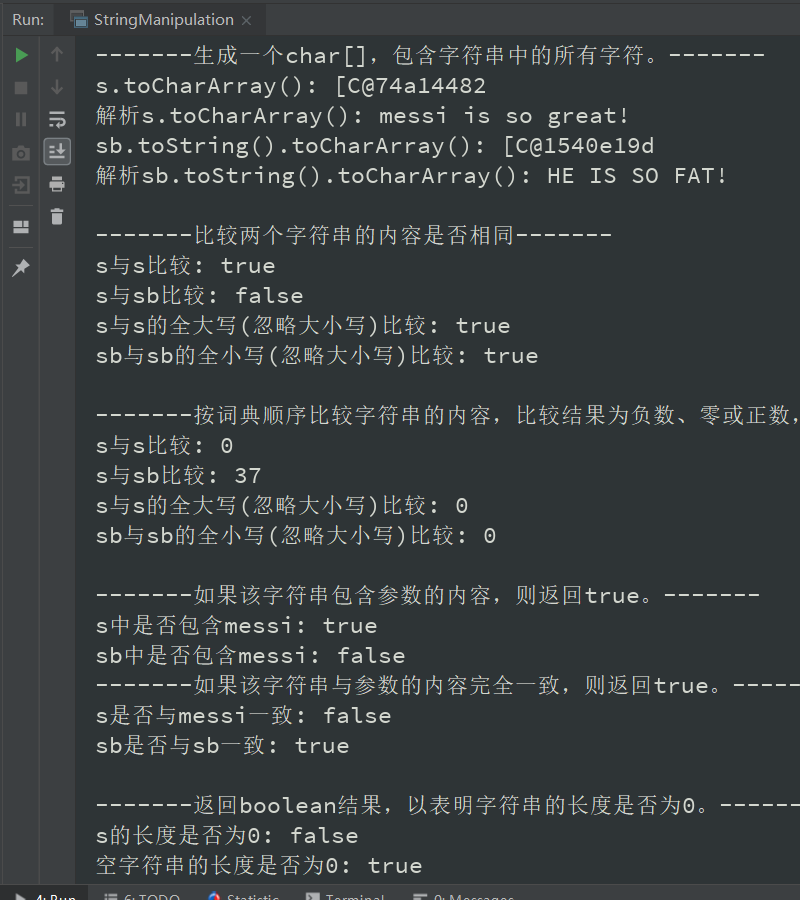 Run: StringManipulation ×
-------生成一个char[]，包含字符串中的所有字符。-------
s.toCharArray(): [C@74a14482
解析s.toCharArray(): messi is so great!
sb.toString().toCharArray(): [C@1540e19d
解析sb.toString().toCharArray(): HE IS SO FAT!
-------比较两个字符串的内容是否相同-------
s与s比较: true
s与sb比较: false
s与s的全大写(忽略大小写)比较: true
sb与sb的全小写(忽略大小写)比较: true
-------按词典顺序比较字符串的内容，比较结果为负数、零或正数，
s与s比较: 0
s与sb比较: 37
s与s的全大写(忽略大小写)比较: 0
sb与sb的全小写(忽略大小写)比较: 0
-------如果该字符串包含参数的内容，则返回true。-------
s中是否包含messi: true
sb中是否包含messi: false
-------如果该字符串与参数的内容完全一致，则返回true。-----
s是否与messi一致: false
sb是否与sb一致: true
-------返回boolean结果，以表明字符串的长度是否为0。------
s的长度是否为0: false
空字符串的长度是否为0: true
4: Run 6: TODO Statistic Terminal 0: Messages